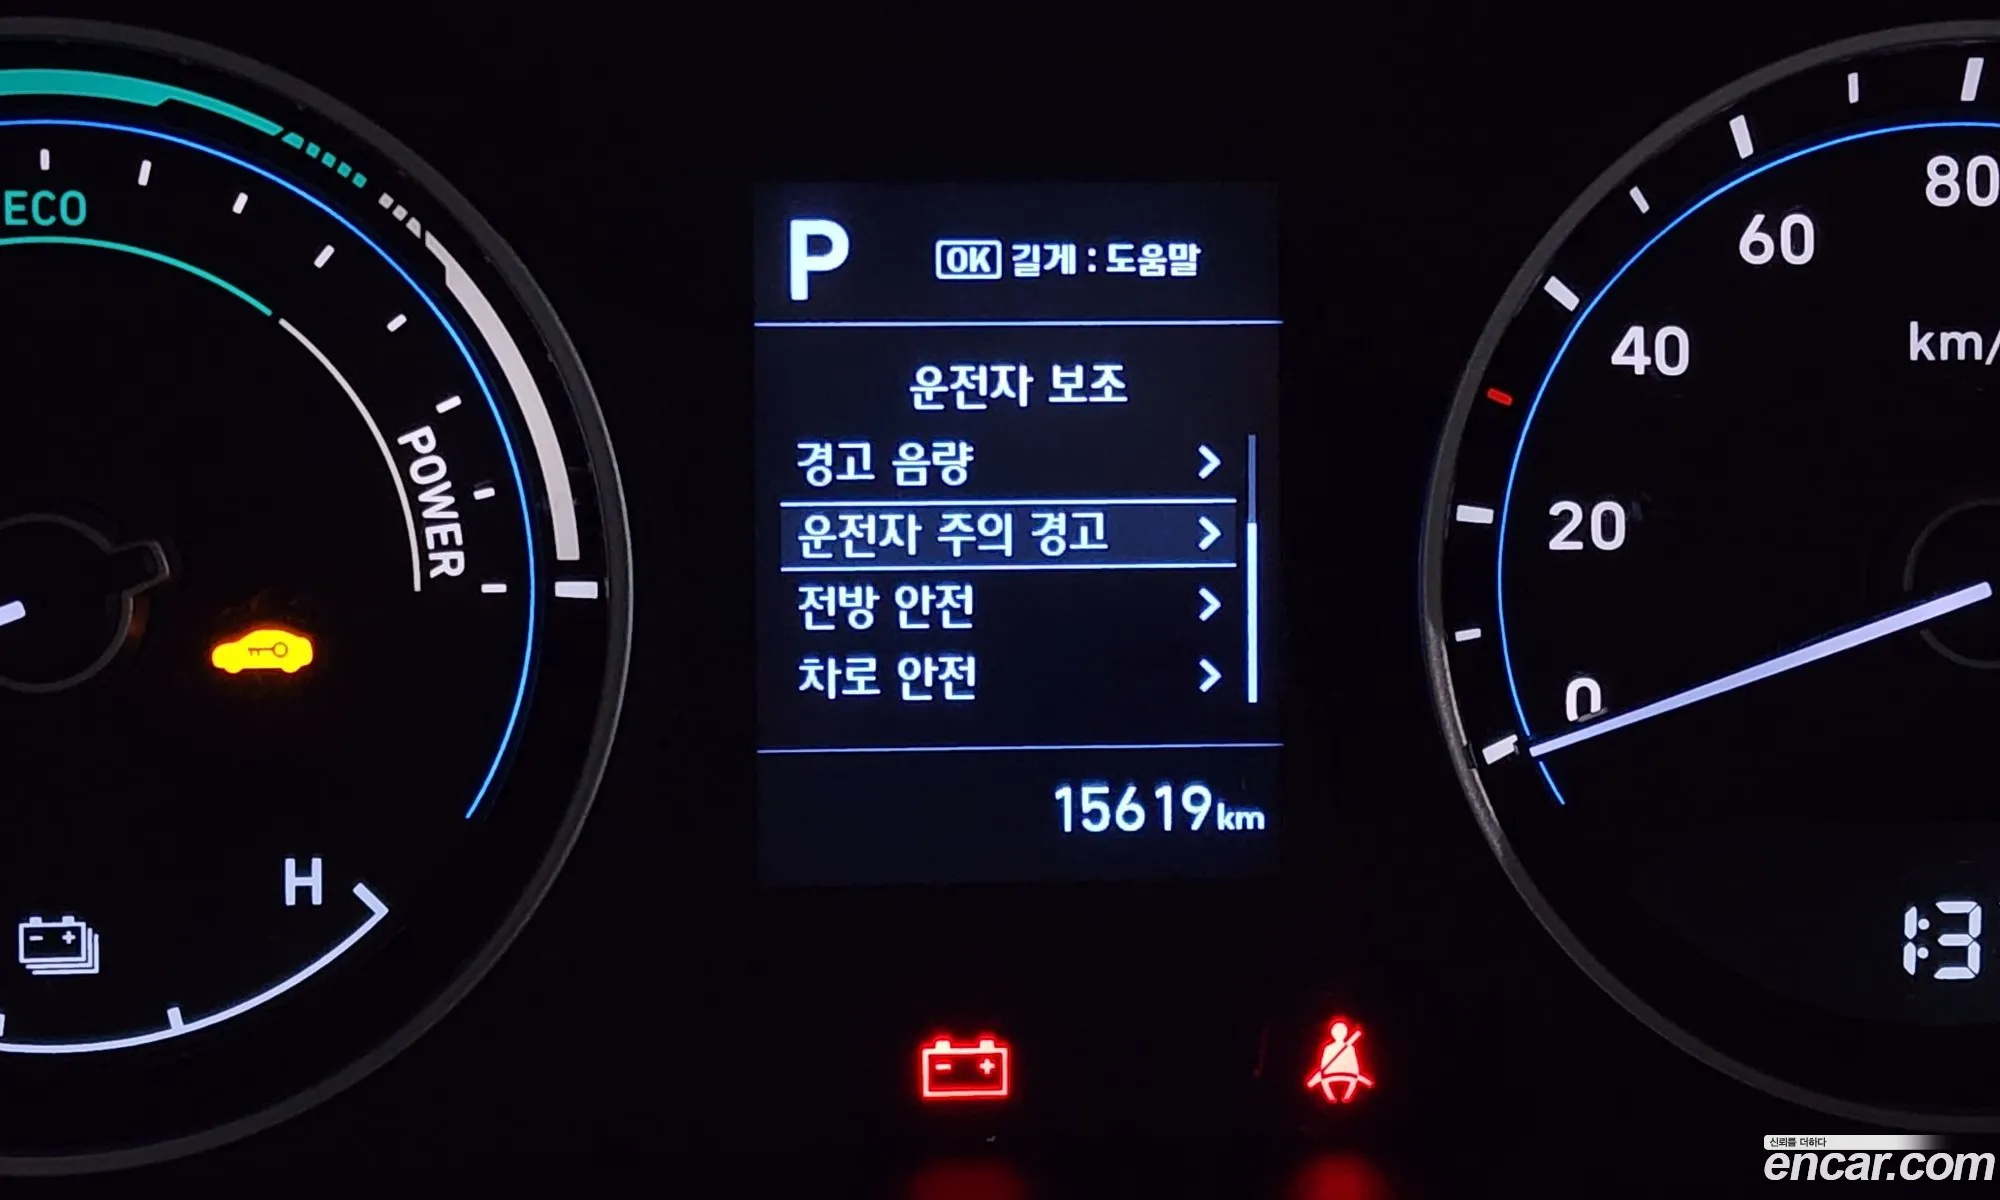 P
OK 길게 : 도움말
운전자 보조
경고 음량
운전자 주의 경고
전방 안전
차로 안전
15619km
ECO
POWER
H
80
60
40
20
0
km/
1:3
신뢰를 더하다
encar.com